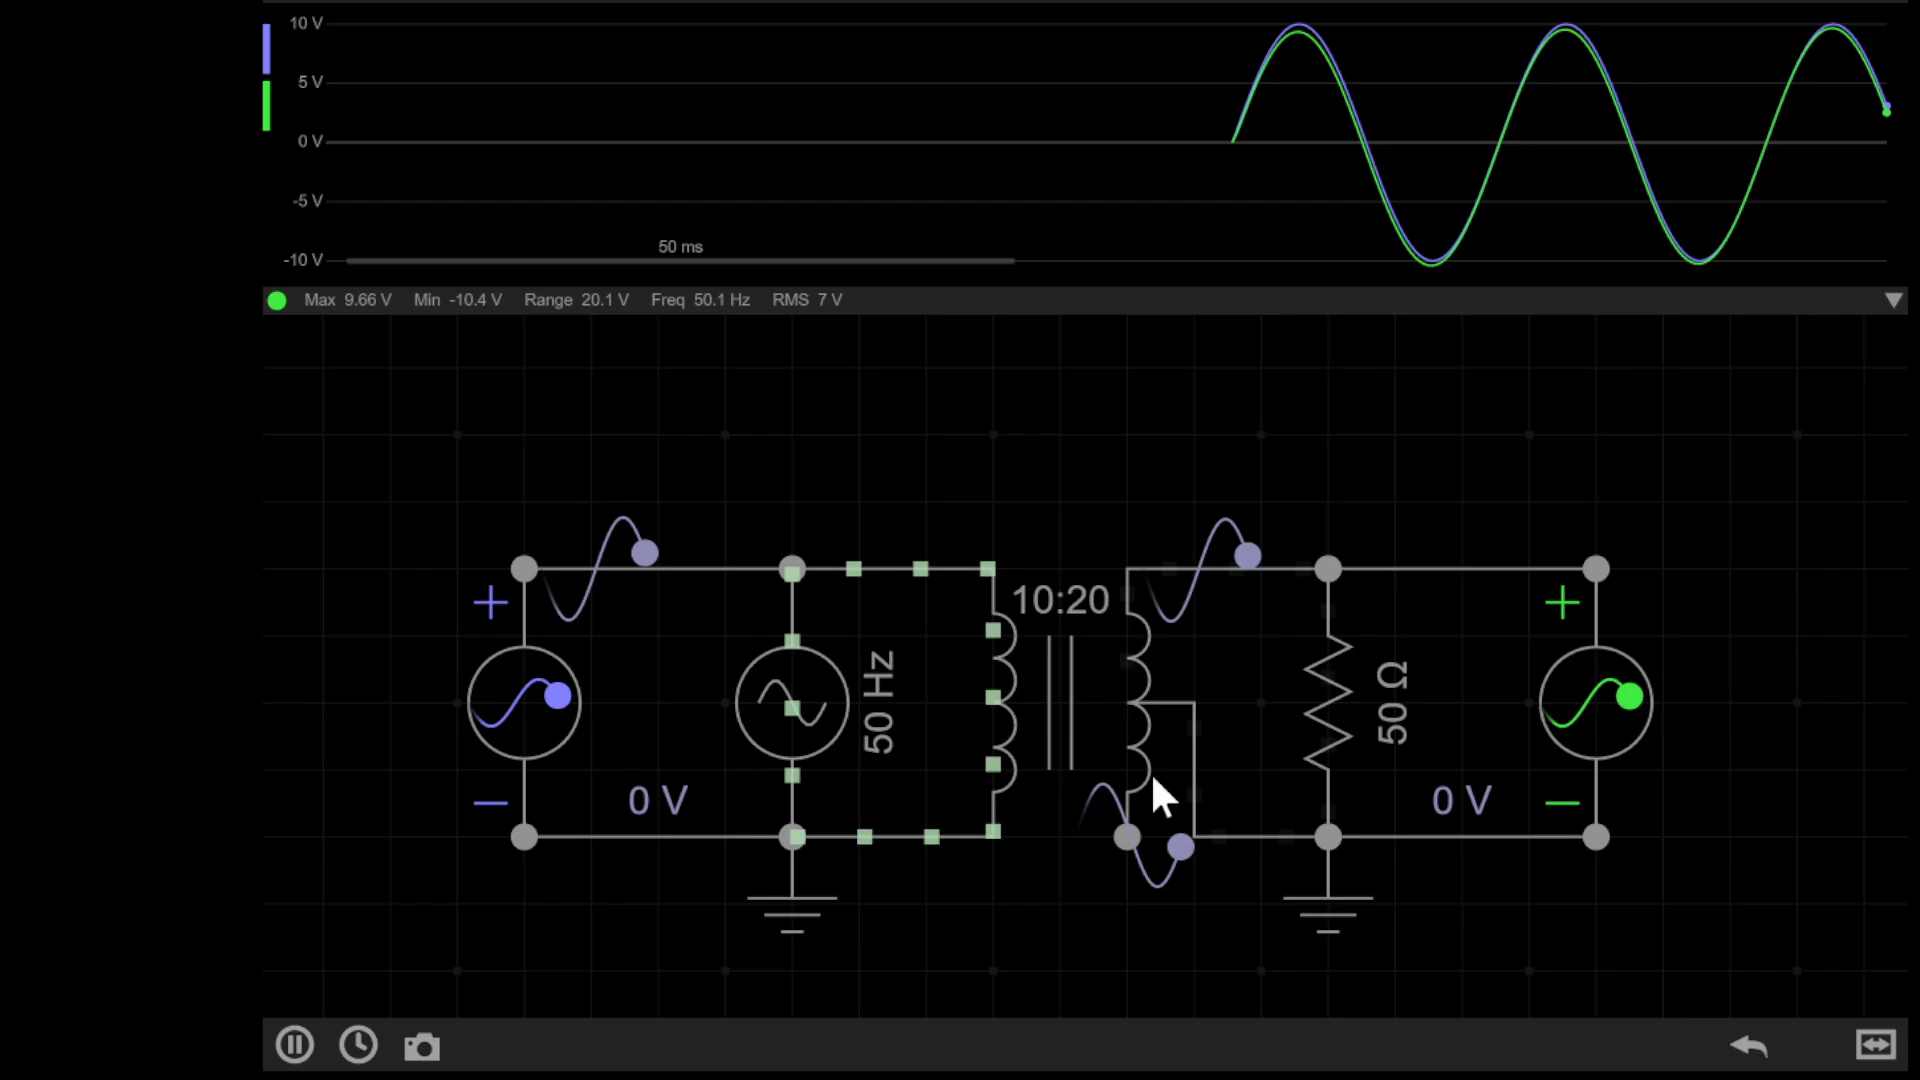 10 V
5 V
0 V
-5 V
50 ms
-10 V
Max 9.66 V Min -10.4 V Range 20.1 V Freq 50.1 Hz RMS 7 V
10:20
50 Hz
50 Ω
0 V
0 V